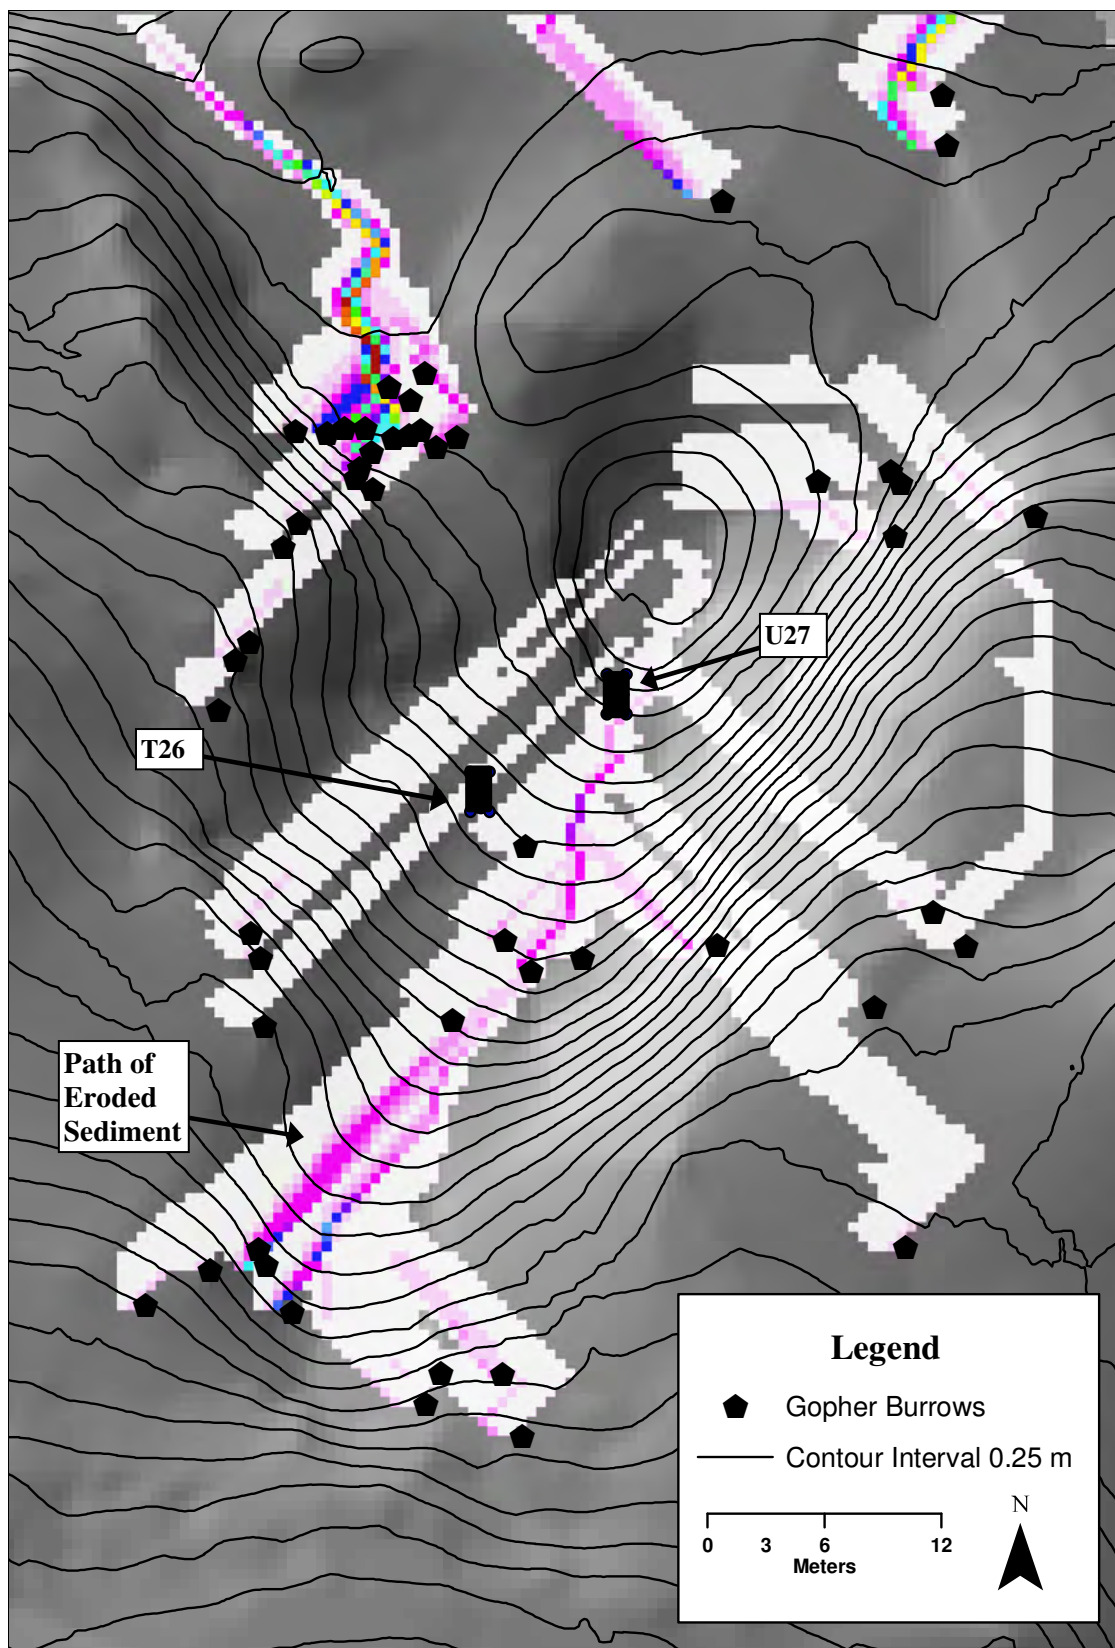 U27
T26
Path of
Eroded
Sediment
Legend
Gopher Burrows
Contour Interval 0.25 m
N
0 3 6 12
Meters